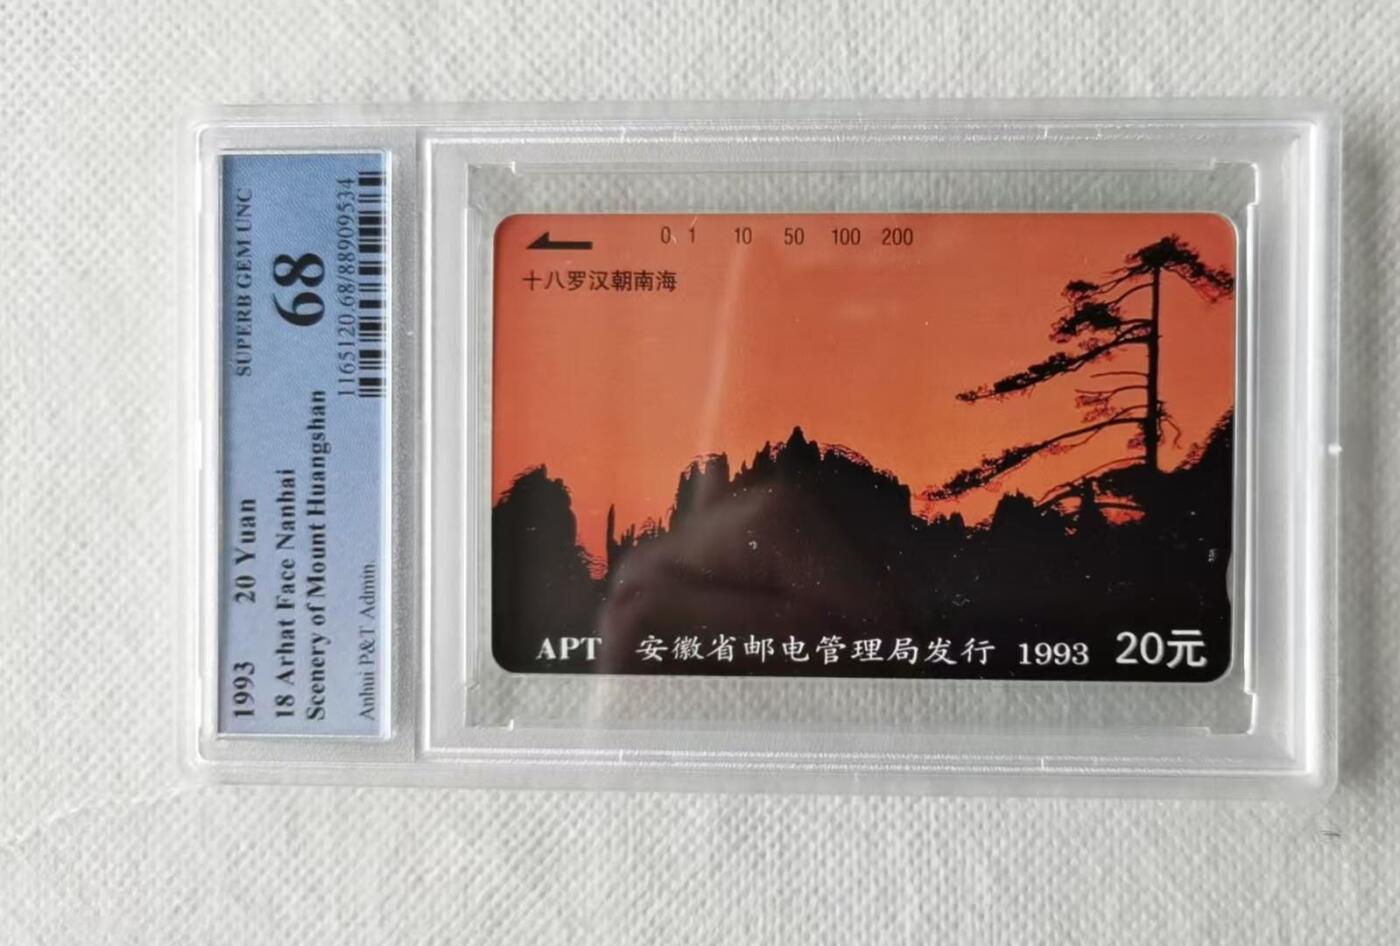 1993 20 Yuan SUPERB GEM UNC
18 Arhat Face Nanhai 68
Scenery of Mount Huangshan 1165120.68/88909534
Anhui P&T Admin.
0 1 10 50 100 200
十八罗汉朝南海
APT 安徽省邮电管理局发行 1993 20元